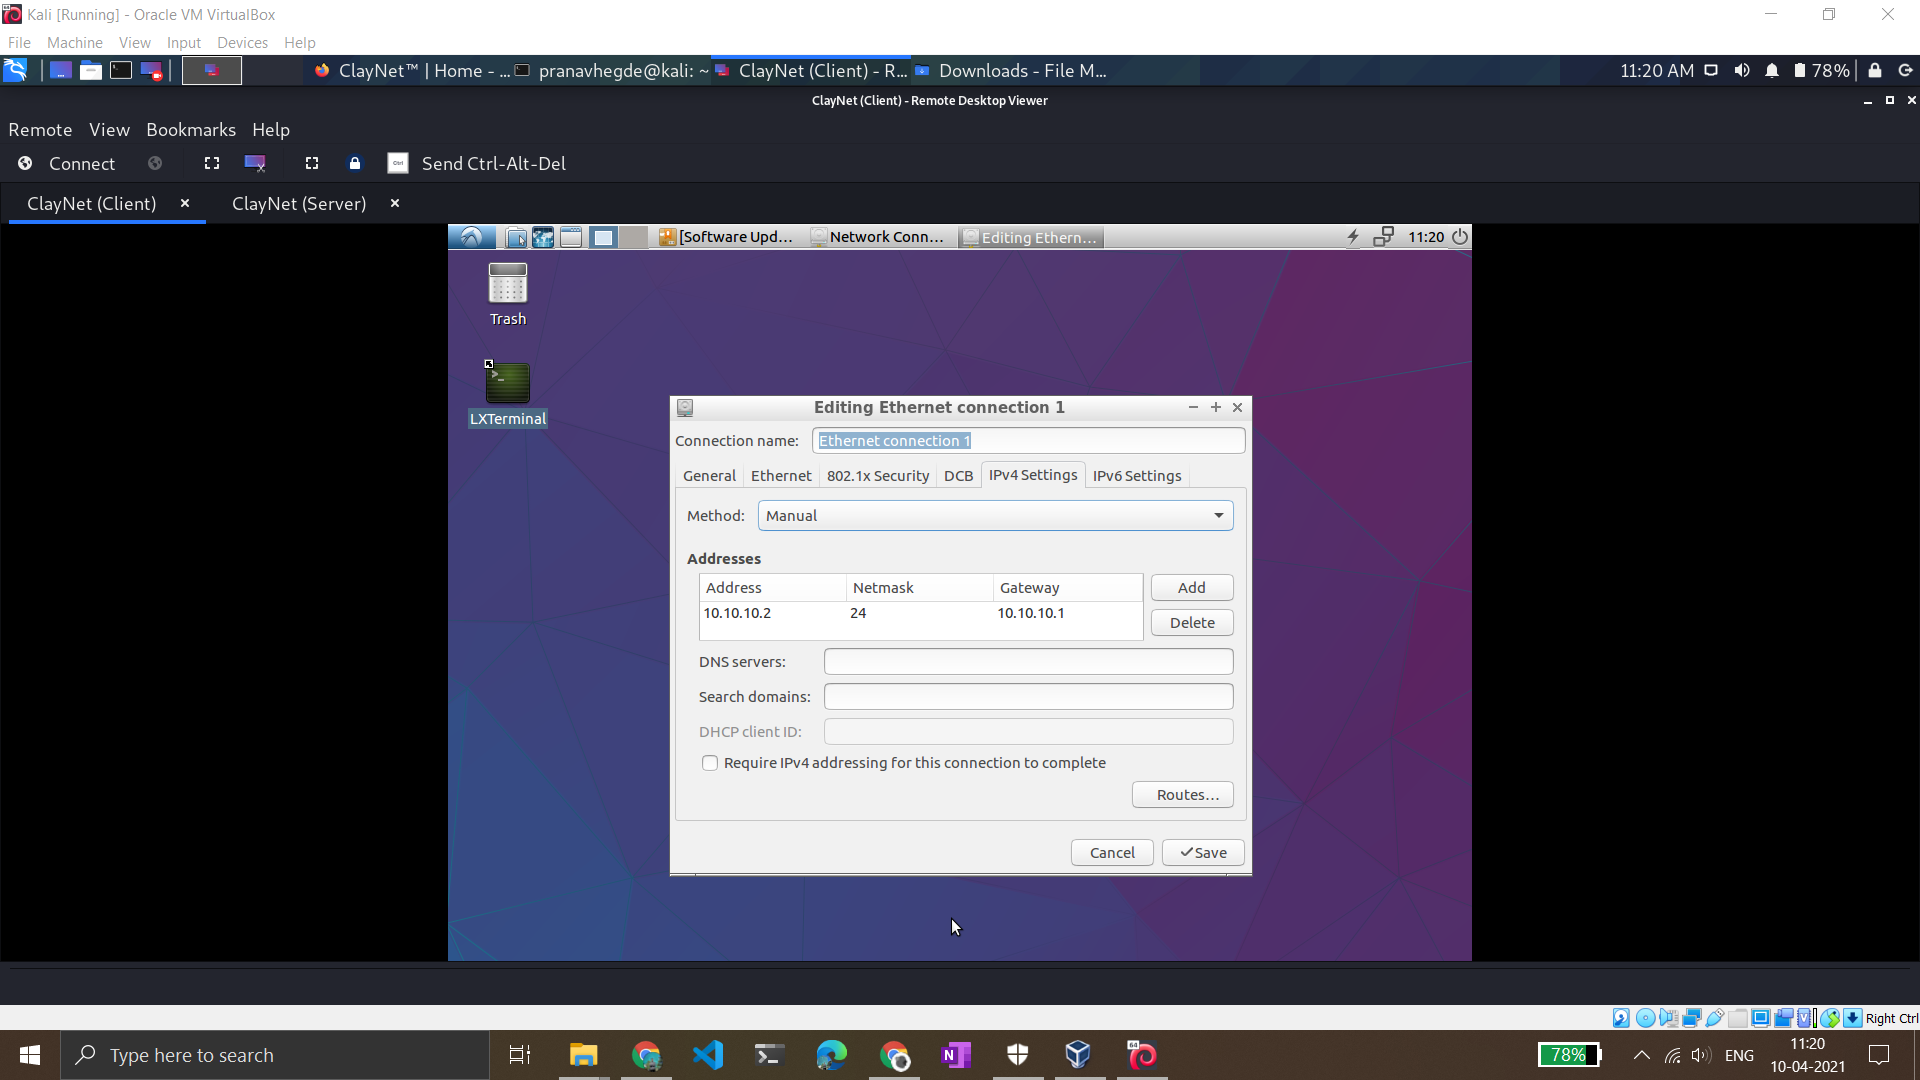 Kali [Running] - Oracle VM VirtualBox
File Machine View Input Devices Help
ClayNet™ | Home - ... pranavhegde@kali: ~ ClayNet (Client) - R... Downloads - File M... 11:20 AM 78%
ClayNet (Client) - Remote Desktop Viewer
Remote View Bookmarks Help
Connect Ctrl Send Ctrl-Alt-Del
ClayNet (Client) ClayNet (Server)
[Software Upd... Network Conn... Editing Ethern... 11:20
Trash
LXTerminal
Editing Ethernet connection 1
Connection name: Ethernet connection 1
General Ethernet 802.1x Security DCB IPv4 Settings IPv6 Settings
Method: Manual
Addresses
Address Netmask Gateway Add
10.10.10.2 24 10.10.10.1
Delete
DNS servers:
Search domains:
DHCP client ID:
Require IPv4 addressing for this connection to complete
Routes...
Cancel Save
Right Ctrl
Type here to search
78% ENG 11:20
10-04-2021